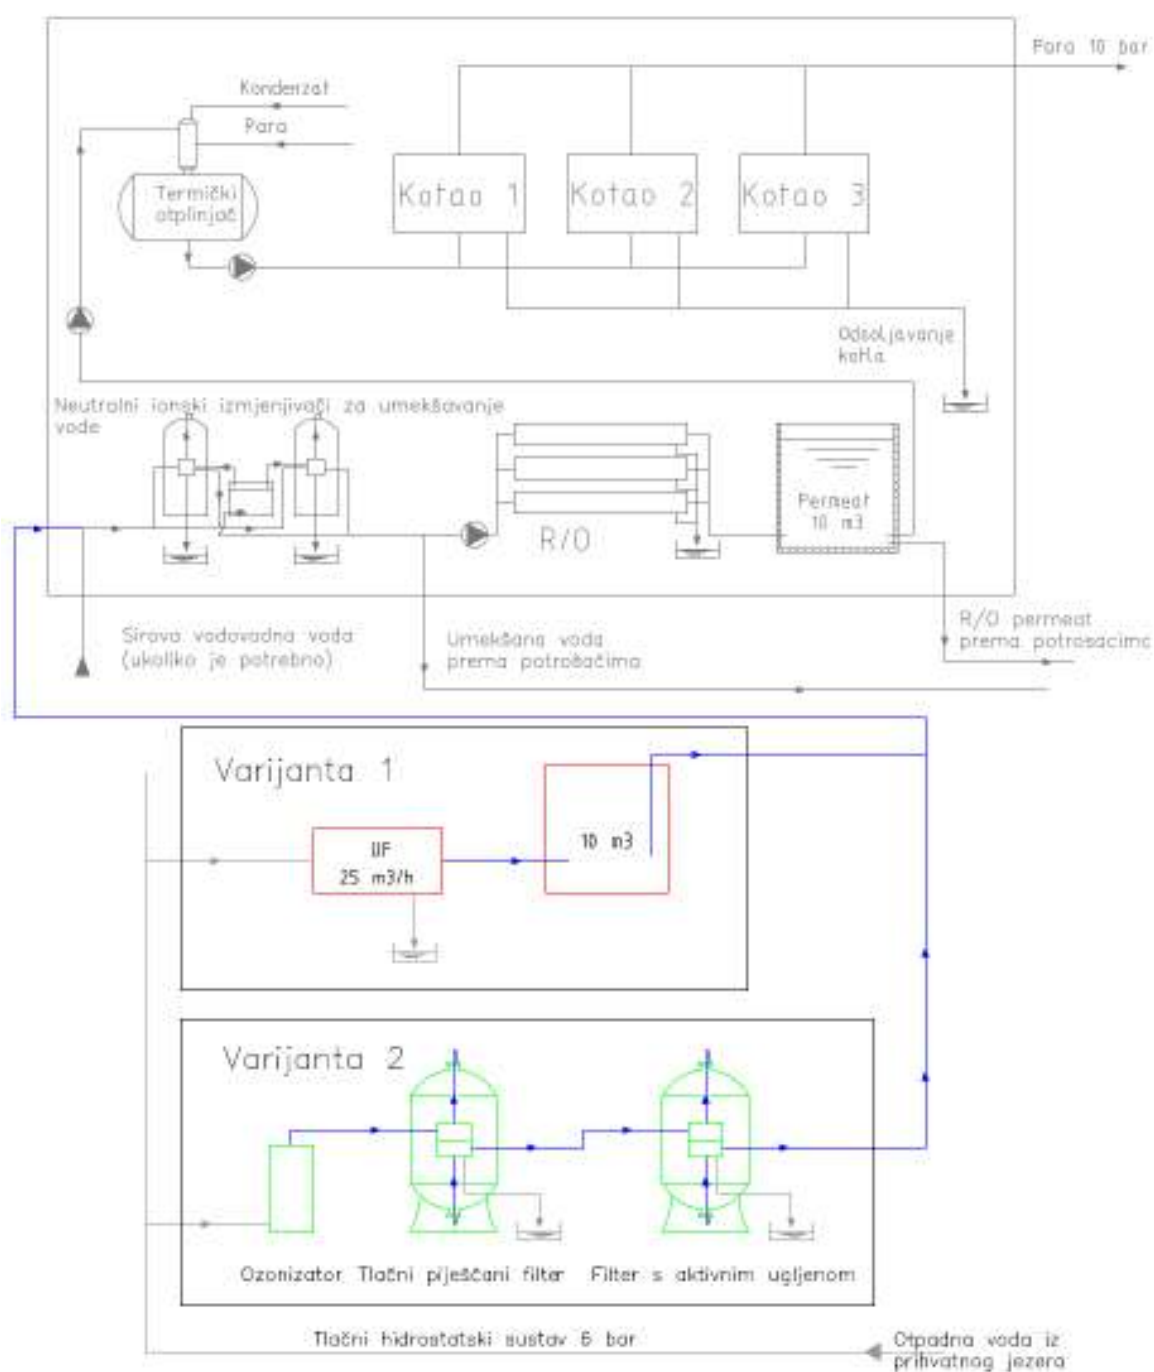 Para 10 bar
Kondenzat
Para
Termički
otplinjač
Kotao 1
Kotao 2
Kotao 3
Odsoljavanje
kotla
Neutralni ionski izmjenjivači za umekšavanje
vode
R/O
Permeat
10 m3
Sirova vodovodna voda
(ukoliko je potrebno)
Umekšana voda
prema potrošačima
R/O permeat
prema potrosacima
Varijanta 1
UF
25 m3/h
10 m3
Varijanta 2
Ozonizator
Tlačni pješčani filter
Filter s aktivnim ugljenom
Tlačni hidrostatski sustav 6 bar
Otpadna voda iz
prihvatnog jezera